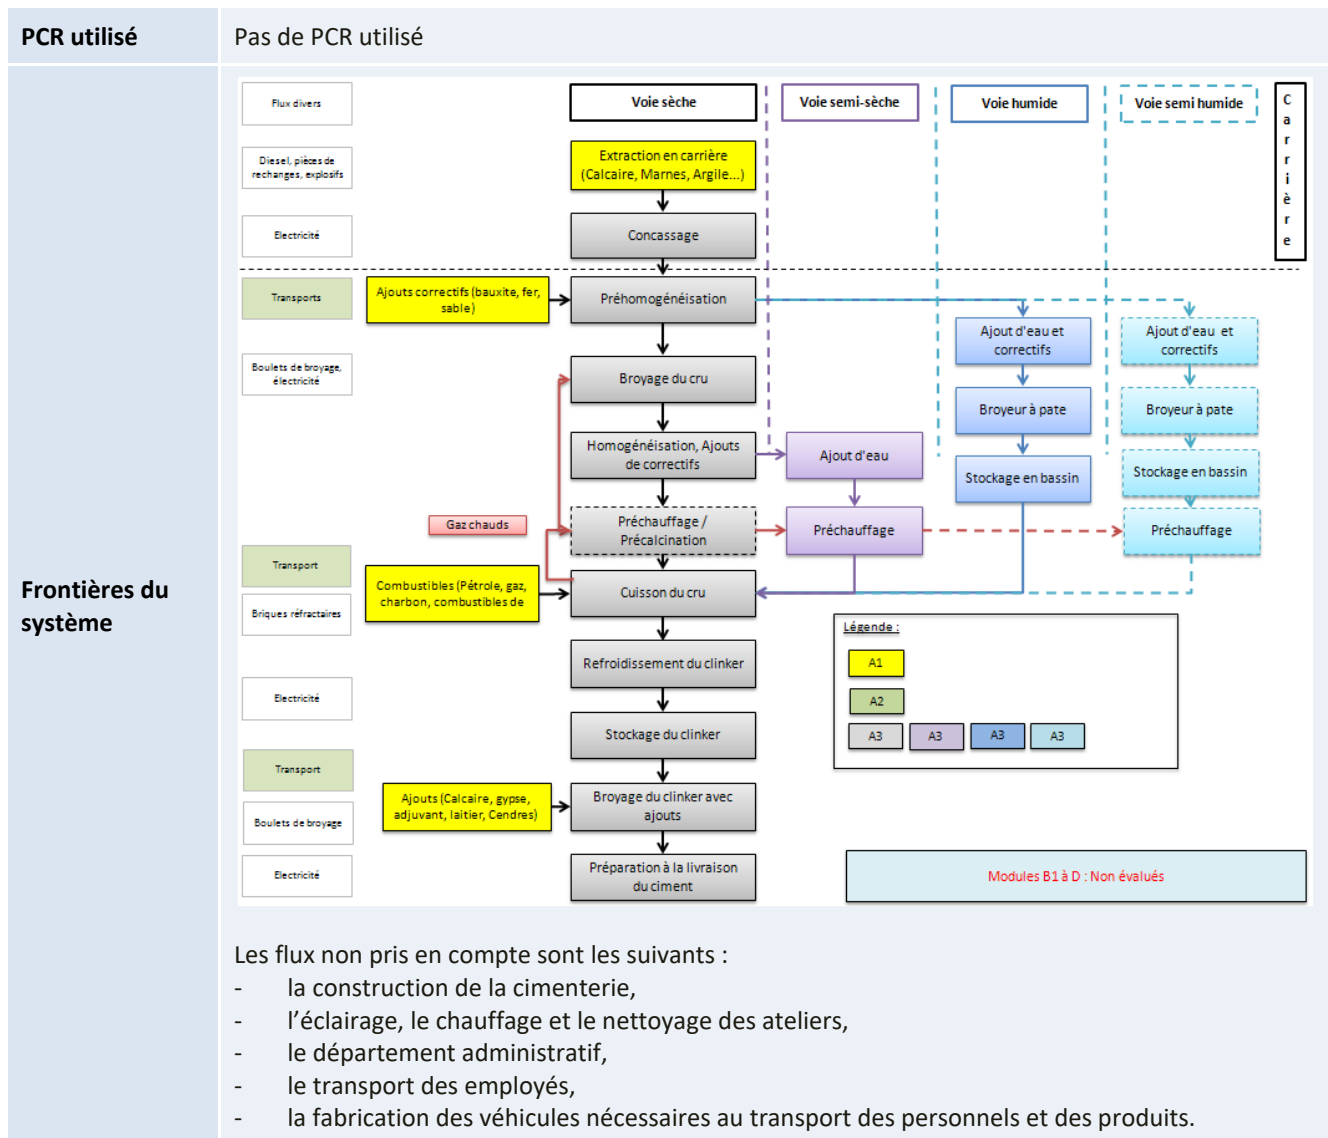 PCR utilisé
Pas de PCR utilisé
Frontières du
système
Flux divers
Voie sèche
Voie semi-sèche
Voie humide
Voie semi humide
Carrière
Diesel, pièces de
rechanges, explosifs
Extraction en carrière
(Calcaire, Marnes, Argile...)
Electricité
Concassage
Transports
Ajouts correctifs (bauxite, fer,
sable)
Préhomogénéisation
Ajout d'eau et
correctifs
Ajout d'eau et
correctifs
Boulets de broyage,
électricité
Broyage du cru
Broyeur à pate
Broyeur à pate
Homogénéisation, Ajouts
de correctifs
Ajout d'eau
Stockage en bassin
Stockage en bassin
Gaz chauds
Préchauffage /
Précalcination
Préchauffage
Préchauffage
Transport
Combustibles (Pétrole, gaz,
charbon, combustibles de
Cuisson du cru
Briques réfractaires
Légende :
A1
A2
A3
A3
A3
A3
Refroidissement du clinker
Electricité
Stockage du clinker
Transport
Ajouts (Calcaire, gypse,
adjuvant, laitier, Cendres)
Broyage du clinker avec
ajouts
Boulets de broyage
Electricité
Préparation à la livraison
du ciment
Modules B1 à D : Non évalués
Les flux non pris en compte sont les suivants :
- la construction de la cimenterie,
- l’éclairage, le chauffage et le nettoyage des ateliers,
- le département administratif,
- le transport des employés,
- la fabrication des véhicules nécessaires au transport des personnels et des produits.